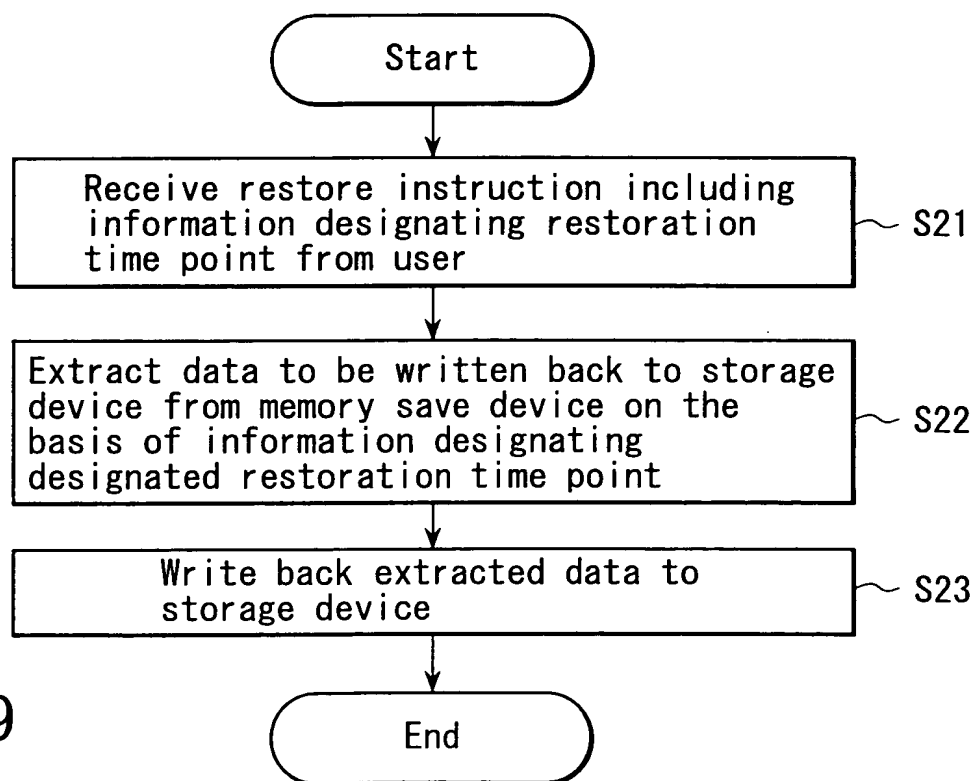 Start
Receive restore instruction including
information designating restoration
time point from user
S21
Extract data to be written back to storage
device from memory save device on the
basis of information designating
designated restoration time point
S22
Write back extracted data to
storage device
S23
9
End